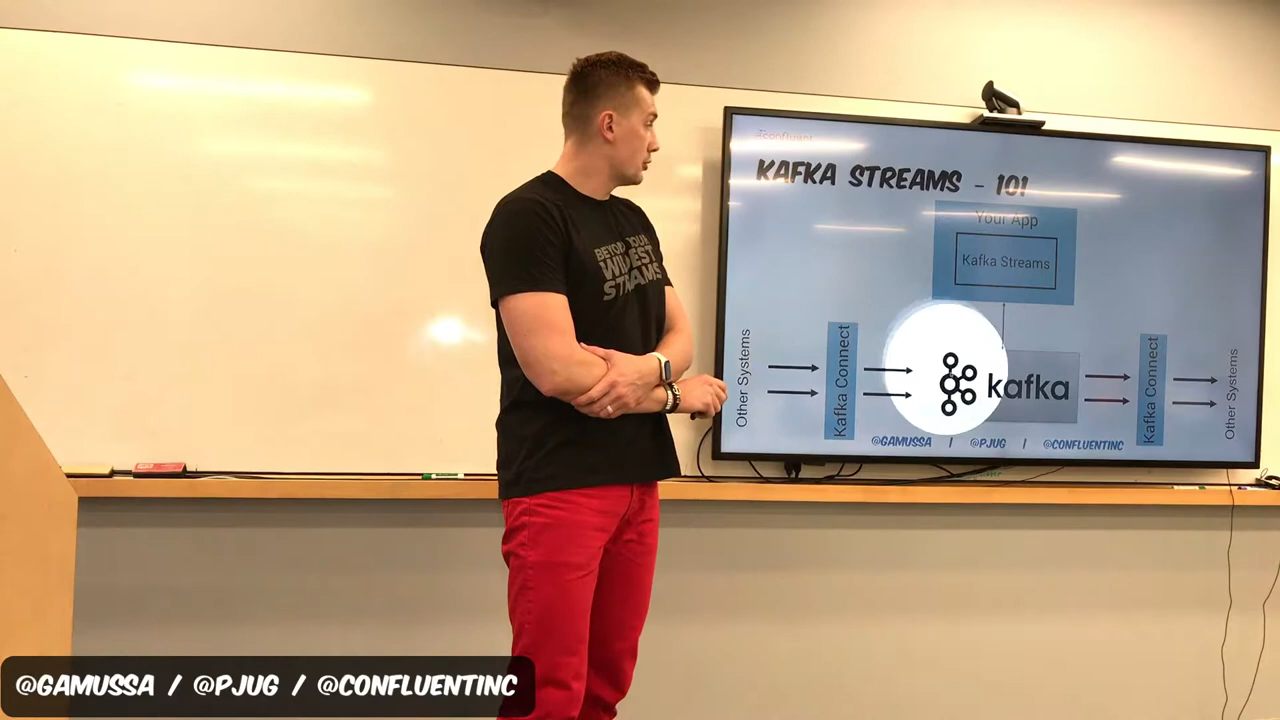 @confluent
KAFKA STREAMS - 101
Your App
Kafka Streams
Other Systems
Kafka Connect
kafka
Kafka Connect
Other Systems
@GAMUSSA / @PJUG / @CONFLUENTINC
BEYOND YOUR
WILDEST
STREAMS
@GAMUSSA / @PJUG / @CONFLUENTINC